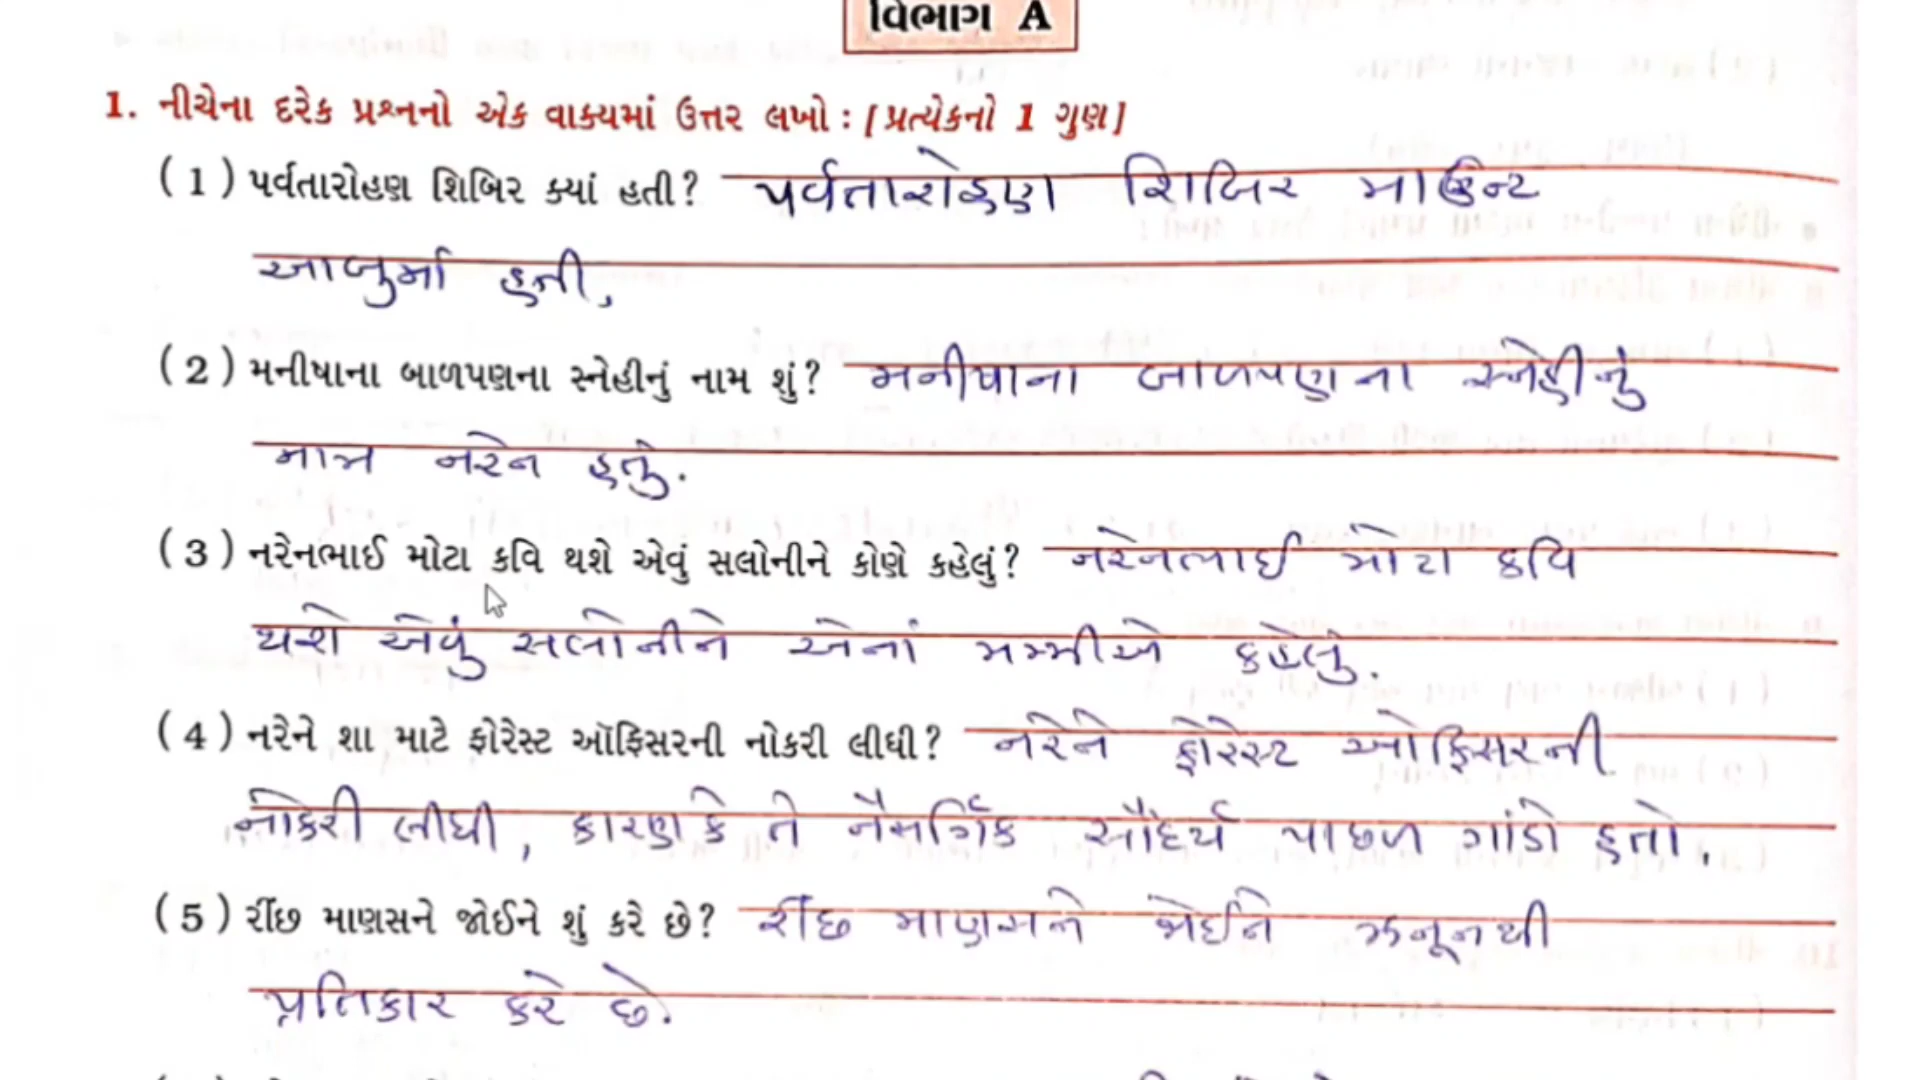 વિભાગ A
1. નીચેના દરેક પ્રશ્નનો એક વાક્યમાં ઉત્તર લખો : [પ્રત્યેકનો 1 ગુણ]
(1) પર્વતારોહણ શિબિર ક્યાં હતી? પર્વતારોહણ શિબિર માઉન્ટ
આબુમાં હતી.
(2) મનીષાના બાળપણના સ્નેહીનું નામ શું? મનીષાના બાળપણના સ્નેહીનું
નામ નરેન હતું.
(3) નરેનભાઈ મોટા કવિ થશે એવું સલોનીને કોણે કહેલું? નરેનભાઈ મોટા કવિ
થશે એવું સલોનીને એનાં મમ્મીએ કહેલું.
(4) નરેને શા માટે ફોરેસ્ટ ઑફિસરની નોકરી લીધી? નરેને ફોરેસ્ટ ઓફિસરની
નોકરી લીધી, કારણ કે તે નૈસર્ગિક સૌંદર્ય પાછળ ગાંડો હતો.
(5) રીંછ માણસને જોઈને શું કરે છે? રીંછ માણસને જોઈને ઝનૂનથી
પ્રતિકાર કરે છે.